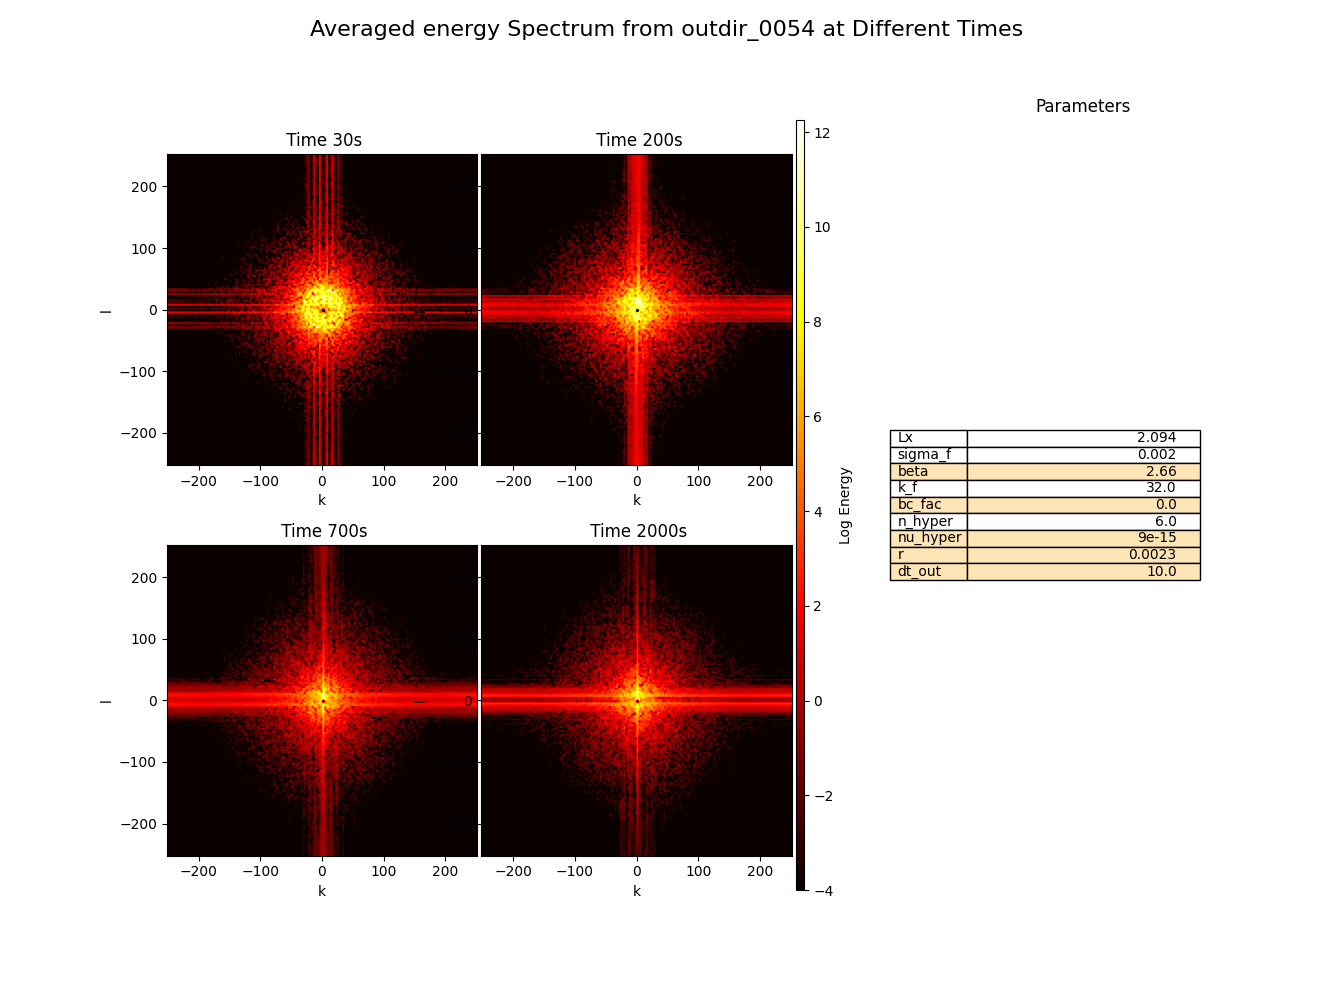 Averaged energy Spectrum from outdir_0054 at Different Times
Parameters
Time 30s
Time 200s
200
100
0
−100
−200
l
−200 −100 0 100 200
k
0
−200 −100 0 100 200
k
Time 700s
Time 2000s
200
100
0
−100
−200
l
−200 −100 0 100 200
k
0
−200 −100 0 100 200
k
12
10
8
6
4
2
0
−2
−4
Log Energy
Lx 2.094
sigma_f 0.002
beta 2.66
k_f 32.0
bc_fac 0.0
n_hyper 6.0
nu_hyper 9e-15
r 0.0023
dt_out 10.0